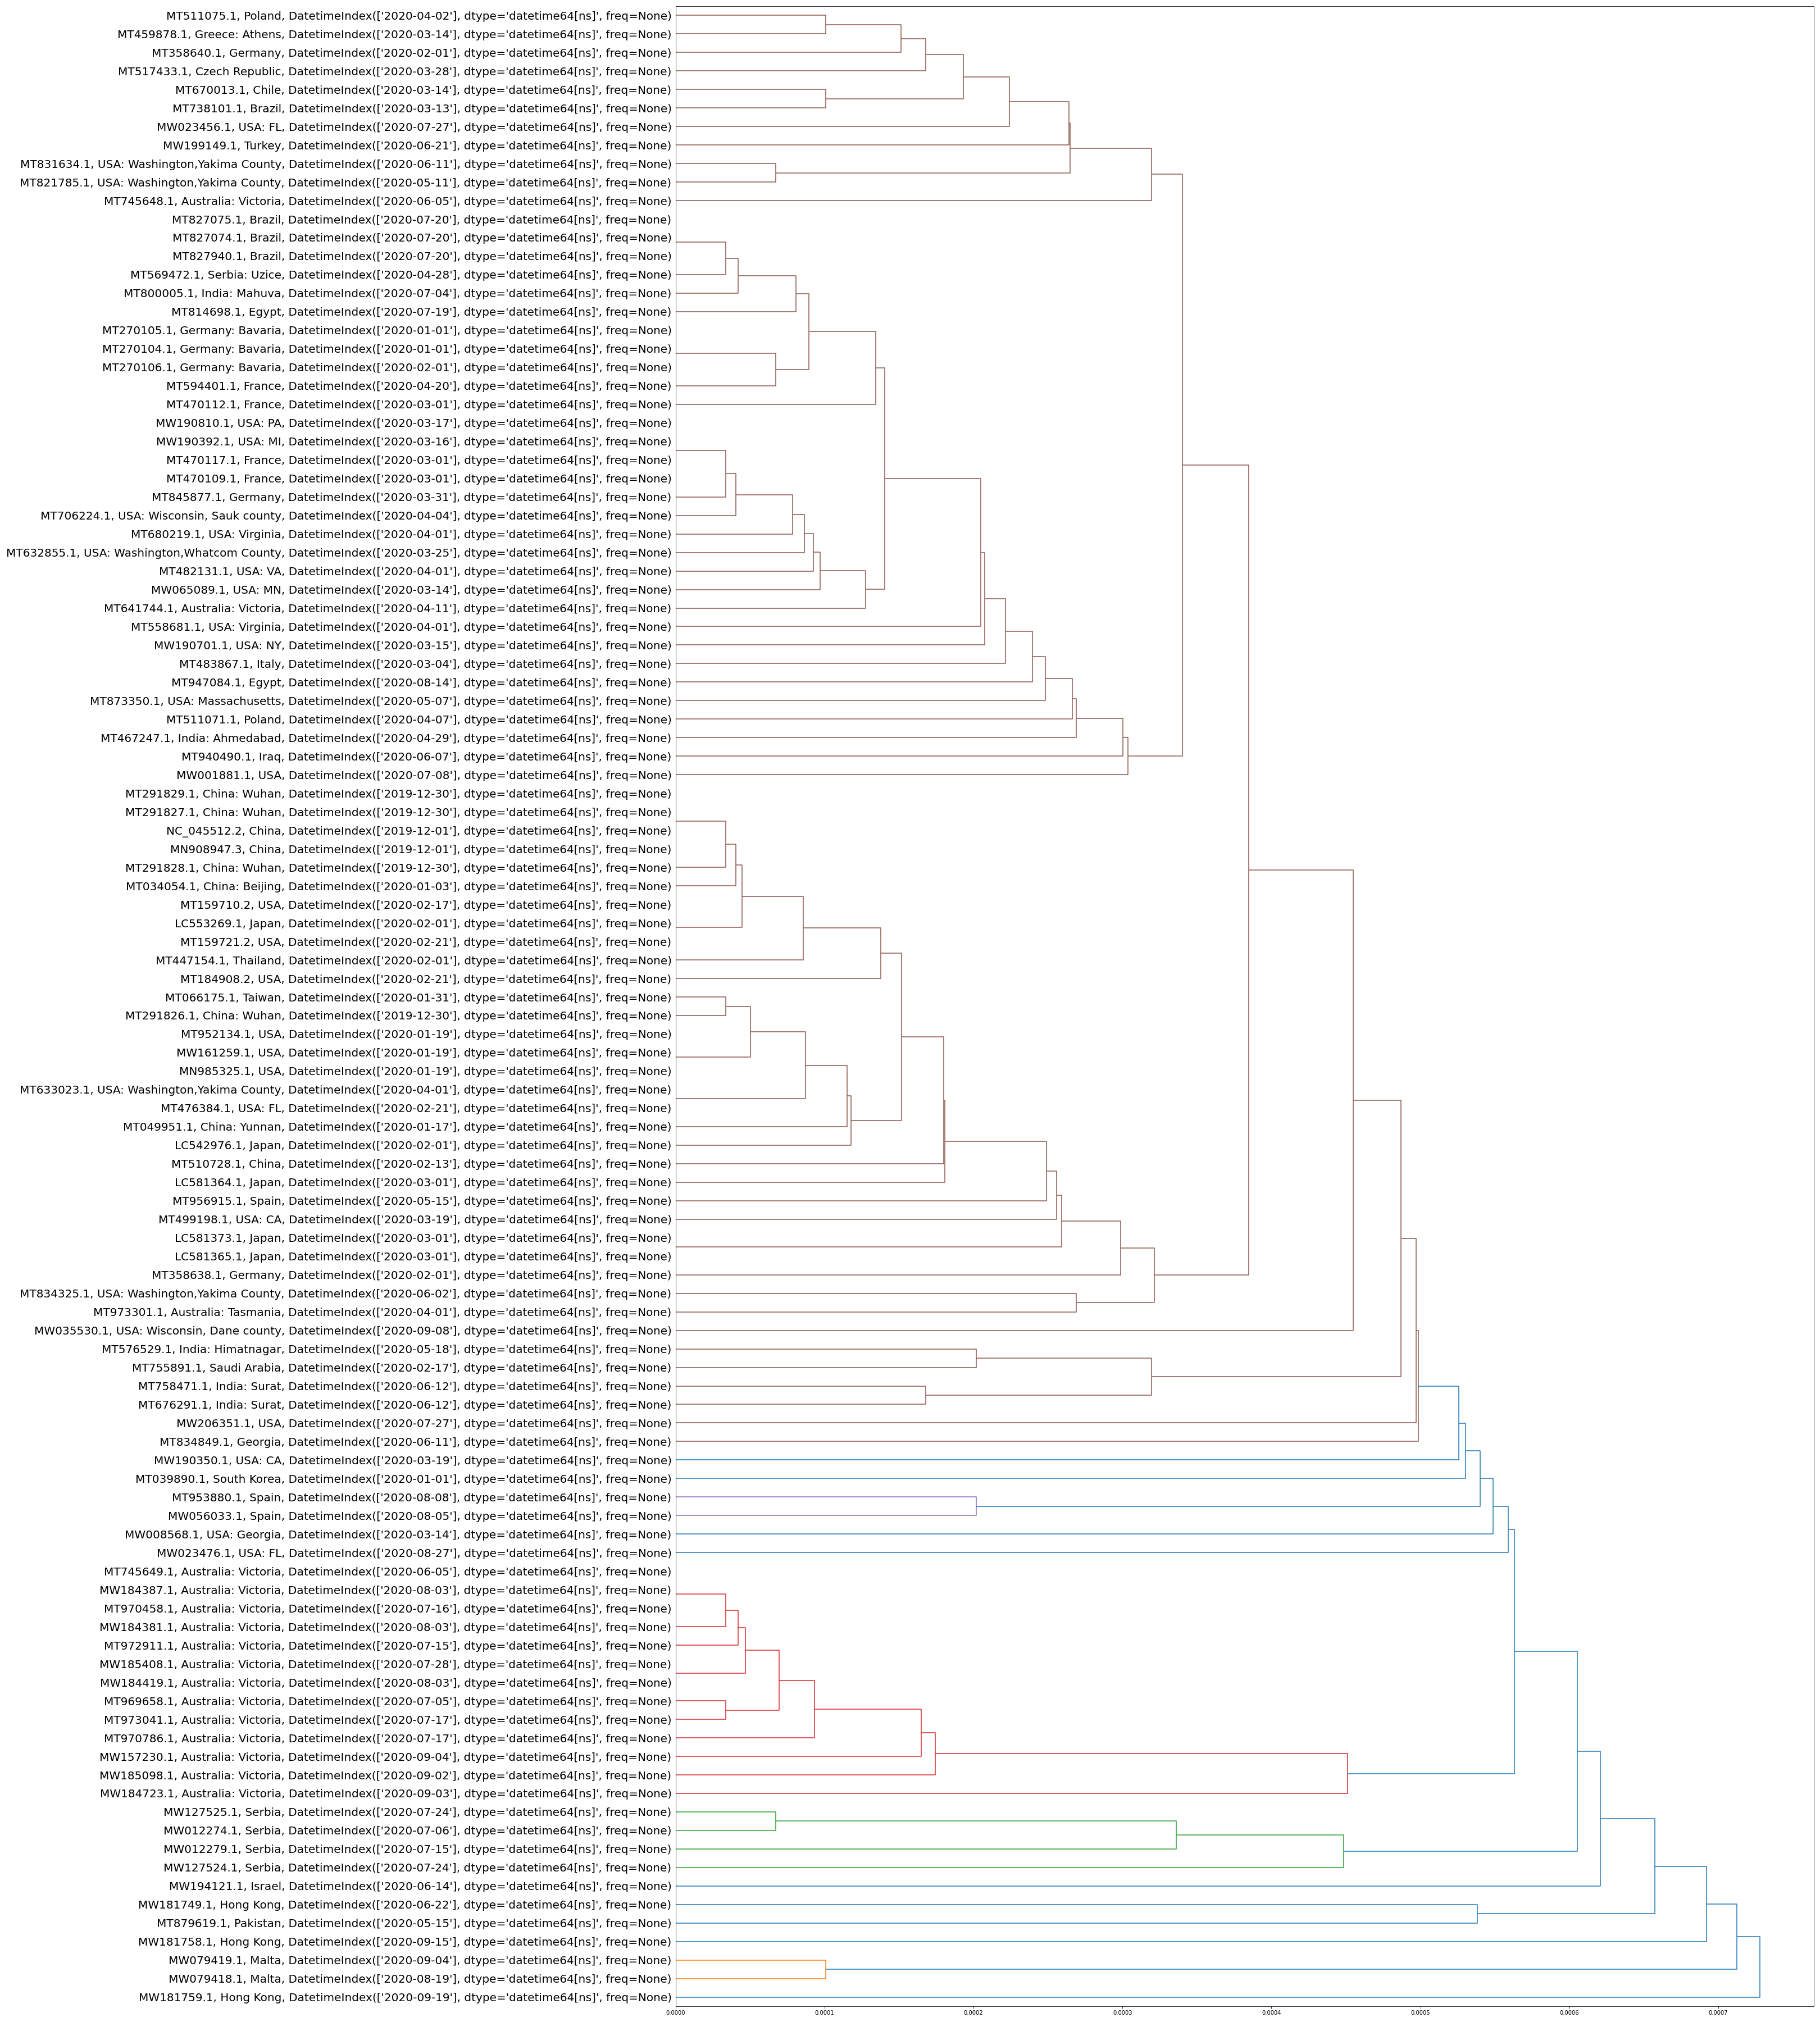 MT511075.1, Poland, DatetimeIndex(['2020-04-02'], dtype='datetime64[ns]', freq=None)
MT459878.1, Greece: Athens, DatetimeIndex(['2020-03-14'], dtype='datetime64[ns]', freq=None)
MT358640.1, Germany, DatetimeIndex(['2020-02-01'], dtype='datetime64[ns]', freq=None)
MT517433.1, Czech Republic, DatetimeIndex(['2020-03-28'], dtype='datetime64[ns]', freq=None)
MT670013.1, Chile, DatetimeIndex(['2020-03-14'], dtype='datetime64[ns]', freq=None)
MT738101.1, Brazil, DatetimeIndex(['2020-03-13'], dtype='datetime64[ns]', freq=None)
MW023456.1, USA: FL, DatetimeIndex(['2020-07-27'], dtype='datetime64[ns]', freq=None)
MW199149.1, Turkey, DatetimeIndex(['2020-06-21'], dtype='datetime64[ns]', freq=None)
MT831634.1, USA: Washington,Yakima County, DatetimeIndex(['2020-06-11'], dtype='datetime64[ns]', freq=None)
MT821785.1, USA: Washington,Yakima County, DatetimeIndex(['2020-05-11'], dtype='datetime64[ns]', freq=None)
MT745648.1, Australia: Victoria, DatetimeIndex(['2020-06-05'], dtype='datetime64[ns]', freq=None)
MT827075.1, Brazil, DatetimeIndex(['2020-07-20'], dtype='datetime64[ns]', freq=None)
MT827074.1, Brazil, DatetimeIndex(['2020-07-20'], dtype='datetime64[ns]', freq=None)
MT827940.1, Brazil, DatetimeIndex(['2020-07-20'], dtype='datetime64[ns]', freq=None)
MT569472.1, Serbia: Uzice, DatetimeIndex(['2020-04-28'], dtype='datetime64[ns]', freq=None)
MT800005.1, India: Mahuva, DatetimeIndex(['2020-07-04'], dtype='datetime64[ns]', freq=None)
MT814698.1, Egypt, DatetimeIndex(['2020-07-19'], dtype='datetime64[ns]', freq=None)
MT270105.1, Germany: Bavaria, DatetimeIndex(['2020-01-01'], dtype='datetime64[ns]', freq=None)
MT270104.1, Germany: Bavaria, DatetimeIndex(['2020-01-01'], dtype='datetime64[ns]', freq=None)
MT270106.1, Germany: Bavaria, DatetimeIndex(['2020-02-01'], dtype='datetime64[ns]', freq=None)
MT594401.1, France, DatetimeIndex(['2020-04-20'], dtype='datetime64[ns]', freq=None)
MT470112.1, France, DatetimeIndex(['2020-03-01'], dtype='datetime64[ns]', freq=None)
MW190810.1, USA: PA, DatetimeIndex(['2020-03-17'], dtype='datetime64[ns]', freq=None)
MW190392.1, USA: MI, DatetimeIndex(['2020-03-16'], dtype='datetime64[ns]', freq=None)
MT470117.1, France, DatetimeIndex(['2020-03-01'], dtype='datetime64[ns]', freq=None)
MT470109.1, France, DatetimeIndex(['2020-03-01'], dtype='datetime64[ns]', freq=None)
MT845877.1, Germany, DatetimeIndex(['2020-03-31'], dtype='datetime64[ns]', freq=None)
MT706224.1, USA: Wisconsin, Sauk county, DatetimeIndex(['2020-04-04'], dtype='datetime64[ns]', freq=None)
MT680219.1, USA: Virginia, DatetimeIndex(['2020-04-01'], dtype='datetime64[ns]', freq=None)
MT632855.1, USA: Washington,Whatcom County, DatetimeIndex(['2020-03-25'], dtype='datetime64[ns]', freq=None)
MT482131.1, USA: VA, DatetimeIndex(['2020-04-01'], dtype='datetime64[ns]', freq=None)
MW065089.1, USA: MN, DatetimeIndex(['2020-03-14'], dtype='datetime64[ns]', freq=None)
MT641744.1, Australia: Victoria, DatetimeIndex(['2020-04-11'], dtype='datetime64[ns]', freq=None)
MT558681.1, USA: Virginia, DatetimeIndex(['2020-04-01'], dtype='datetime64[ns]', freq=None)
MW190701.1, USA: NY, DatetimeIndex(['2020-03-15'], dtype='datetime64[ns]', freq=None)
MT483867.1, Italy, DatetimeIndex(['2020-03-04'], dtype='datetime64[ns]', freq=None)
MT947084.1, Egypt, DatetimeIndex(['2020-08-14'], dtype='datetime64[ns]', freq=None)
MT873350.1, USA: Massachusetts, DatetimeIndex(['2020-05-07'], dtype='datetime64[ns]', freq=None)
MT511071.1, Poland, DatetimeIndex(['2020-04-07'], dtype='datetime64[ns]', freq=None)
MT467247.1, India: Ahmedabad, DatetimeIndex(['2020-04-29'], dtype='datetime64[ns]', freq=None)
MT940490.1, Iraq, DatetimeIndex(['2020-06-07'], dtype='datetime64[ns]', freq=None)
MW001881.1, USA, DatetimeIndex(['2020-07-08'], dtype='datetime64[ns]', freq=None)
MT291829.1, China: Wuhan, DatetimeIndex(['2019-12-30'], dtype='datetime64[ns]', freq=None)
MT291827.1, China: Wuhan, DatetimeIndex(['2019-12-30'], dtype='datetime64[ns]', freq=None)
NC_045512.2, China, DatetimeIndex(['2019-12-01'], dtype='datetime64[ns]', freq=None)
MN908947.3, China, DatetimeIndex(['2019-12-01'], dtype='datetime64[ns]', freq=None)
MT291828.1, China: Wuhan, DatetimeIndex(['2019-12-30'], dtype='datetime64[ns]', freq=None)
MT034054.1, China: Beijing, DatetimeIndex(['2020-01-03'], dtype='datetime64[ns]', freq=None)
MT159710.2, USA, DatetimeIndex(['2020-02-17'], dtype='datetime64[ns]', freq=None)
LC553269.1, Japan, DatetimeIndex(['2020-02-01'], dtype='datetime64[ns]', freq=None)
MT159721.2, USA, DatetimeIndex(['2020-02-21'], dtype='datetime64[ns]', freq=None)
MT447154.1, Thailand, DatetimeIndex(['2020-02-01'], dtype='datetime64[ns]', freq=None)
MT184908.2, USA, DatetimeIndex(['2020-02-21'], dtype='datetime64[ns]', freq=None)
MT066175.1, Taiwan, DatetimeIndex(['2020-01-31'], dtype='datetime64[ns]', freq=None)
MT291826.1, China: Wuhan, DatetimeIndex(['2019-12-30'], dtype='datetime64[ns]', freq=None)
MT952134.1, USA, DatetimeIndex(['2020-01-19'], dtype='datetime64[ns]', freq=None)
MW161259.1, USA, DatetimeIndex(['2020-01-19'], dtype='datetime64[ns]', freq=None)
MN985325.1, USA, DatetimeIndex(['2020-01-19'], dtype='datetime64[ns]', freq=None)
MT633023.1, USA: Washington,Yakima County, DatetimeIndex(['2020-04-01'], dtype='datetime64[ns]', freq=None)
MT476384.1, USA: FL, DatetimeIndex(['2020-02-21'], dtype='datetime64[ns]', freq=None)
MT049951.1, China: Yunnan, DatetimeIndex(['2020-01-17'], dtype='datetime64[ns]', freq=None)
LC542976.1, Japan, DatetimeIndex(['2020-02-01'], dtype='datetime64[ns]', freq=None)
MT510728.1, China, DatetimeIndex(['2020-02-13'], dtype='datetime64[ns]', freq=None)
LC581364.1, Japan, DatetimeIndex(['2020-03-01'], dtype='datetime64[ns]', freq=None)
MT956915.1, Spain, DatetimeIndex(['2020-05-15'], dtype='datetime64[ns]', freq=None)
MT499198.1, USA: CA, DatetimeIndex(['2020-03-19'], dtype='datetime64[ns]', freq=None)
LC581373.1, Japan, DatetimeIndex(['2020-03-01'], dtype='datetime64[ns]', freq=None)
LC581365.1, Japan, DatetimeIndex(['2020-03-01'], dtype='datetime64[ns]', freq=None)
MT358638.1, Germany, DatetimeIndex(['2020-02-01'], dtype='datetime64[ns]', freq=None)
MT834325.1, USA: Washington,Yakima County, DatetimeIndex(['2020-06-02'], dtype='datetime64[ns]', freq=None)
MT973301.1, Australia: Tasmania, DatetimeIndex(['2020-04-01'], dtype='datetime64[ns]', freq=None)
MW035530.1, USA: Wisconsin, Dane county, DatetimeIndex(['2020-09-08'], dtype='datetime64[ns]', freq=None)
MT576529.1, India: Himatnagar, DatetimeIndex(['2020-05-18'], dtype='datetime64[ns]', freq=None)
MT755891.1, Saudi Arabia, DatetimeIndex(['2020-02-17'], dtype='datetime64[ns]', freq=None)
MT758471.1, India: Surat, DatetimeIndex(['2020-06-12'], dtype='datetime64[ns]', freq=None)
MT676291.1, India: Surat, DatetimeIndex(['2020-06-12'], dtype='datetime64[ns]', freq=None)
MW206351.1, USA, DatetimeIndex(['2020-07-27'], dtype='datetime64[ns]', freq=None)
MT834849.1, Georgia, DatetimeIndex(['2020-06-11'], dtype='datetime64[ns]', freq=None)
MW190350.1, USA: CA, DatetimeIndex(['2020-03-19'], dtype='datetime64[ns]', freq=None)
MT039890.1, South Korea, DatetimeIndex(['2020-01-01'], dtype='datetime64[ns]', freq=None)
MT953880.1, Spain, DatetimeIndex(['2020-08-08'], dtype='datetime64[ns]', freq=None)
MW056033.1, Spain, DatetimeIndex(['2020-08-05'], dtype='datetime64[ns]', freq=None)
MW008568.1, USA: Georgia, DatetimeIndex(['2020-03-14'], dtype='datetime64[ns]', freq=None)
MW023476.1, USA: FL, DatetimeIndex(['2020-08-27'], dtype='datetime64[ns]', freq=None)
MT745649.1, Australia: Victoria, DatetimeIndex(['2020-06-05'], dtype='datetime64[ns]', freq=None)
MW184387.1, Australia: Victoria, DatetimeIndex(['2020-08-03'], dtype='datetime64[ns]', freq=None)
MT970458.1, Australia: Victoria, DatetimeIndex(['2020-07-16'], dtype='datetime64[ns]', freq=None)
MW184381.1, Australia: Victoria, DatetimeIndex(['2020-08-03'], dtype='datetime64[ns]', freq=None)
MT972911.1, Australia: Victoria, DatetimeIndex(['2020-07-15'], dtype='datetime64[ns]', freq=None)
MW185408.1, Australia: Victoria, DatetimeIndex(['2020-07-28'], dtype='datetime64[ns]', freq=None)
MW184419.1, Australia: Victoria, DatetimeIndex(['2020-08-03'], dtype='datetime64[ns]', freq=None)
MT969658.1, Australia: Victoria, DatetimeIndex(['2020-07-05'], dtype='datetime64[ns]', freq=None)
MT973041.1, Australia: Victoria, DatetimeIndex(['2020-07-17'], dtype='datetime64[ns]', freq=None)
MT970786.1, Australia: Victoria, DatetimeIndex(['2020-07-17'], dtype='datetime64[ns]', freq=None)
MW157230.1, Australia: Victoria, DatetimeIndex(['2020-09-04'], dtype='datetime64[ns]', freq=None)
MW185098.1, Australia: Victoria, DatetimeIndex(['2020-09-02'], dtype='datetime64[ns]', freq=None)
MW184723.1, Australia: Victoria, DatetimeIndex(['2020-09-03'], dtype='datetime64[ns]', freq=None)
MW127525.1, Serbia, DatetimeIndex(['2020-07-24'], dtype='datetime64[ns]', freq=None)
MW012274.1, Serbia, DatetimeIndex(['2020-07-06'], dtype='datetime64[ns]', freq=None)
MW012279.1, Serbia, DatetimeIndex(['2020-07-15'], dtype='datetime64[ns]', freq=None)
MW127524.1, Serbia, DatetimeIndex(['2020-07-24'], dtype='datetime64[ns]', freq=None)
MW194121.1, Israel, DatetimeIndex(['2020-06-14'], dtype='datetime64[ns]', freq=None)
MW181749.1, Hong Kong, DatetimeIndex(['2020-06-22'], dtype='datetime64[ns]', freq=None)
MT879619.1, Pakistan, DatetimeIndex(['2020-05-15'], dtype='datetime64[ns]', freq=None)
MW181758.1, Hong Kong, DatetimeIndex(['2020-09-15'], dtype='datetime64[ns]', freq=None)
MW079419.1, Malta, DatetimeIndex(['2020-09-04'], dtype='datetime64[ns]', freq=None)
MW079418.1, Malta, DatetimeIndex(['2020-08-19'], dtype='datetime64[ns]', freq=None)
MW181759.1, Hong Kong, DatetimeIndex(['2020-09-19'], dtype='datetime64[ns]', freq=None)
0.0000 0.0001 0.0002 0.0003 0.0004 0.0005 0.0006 0.0007